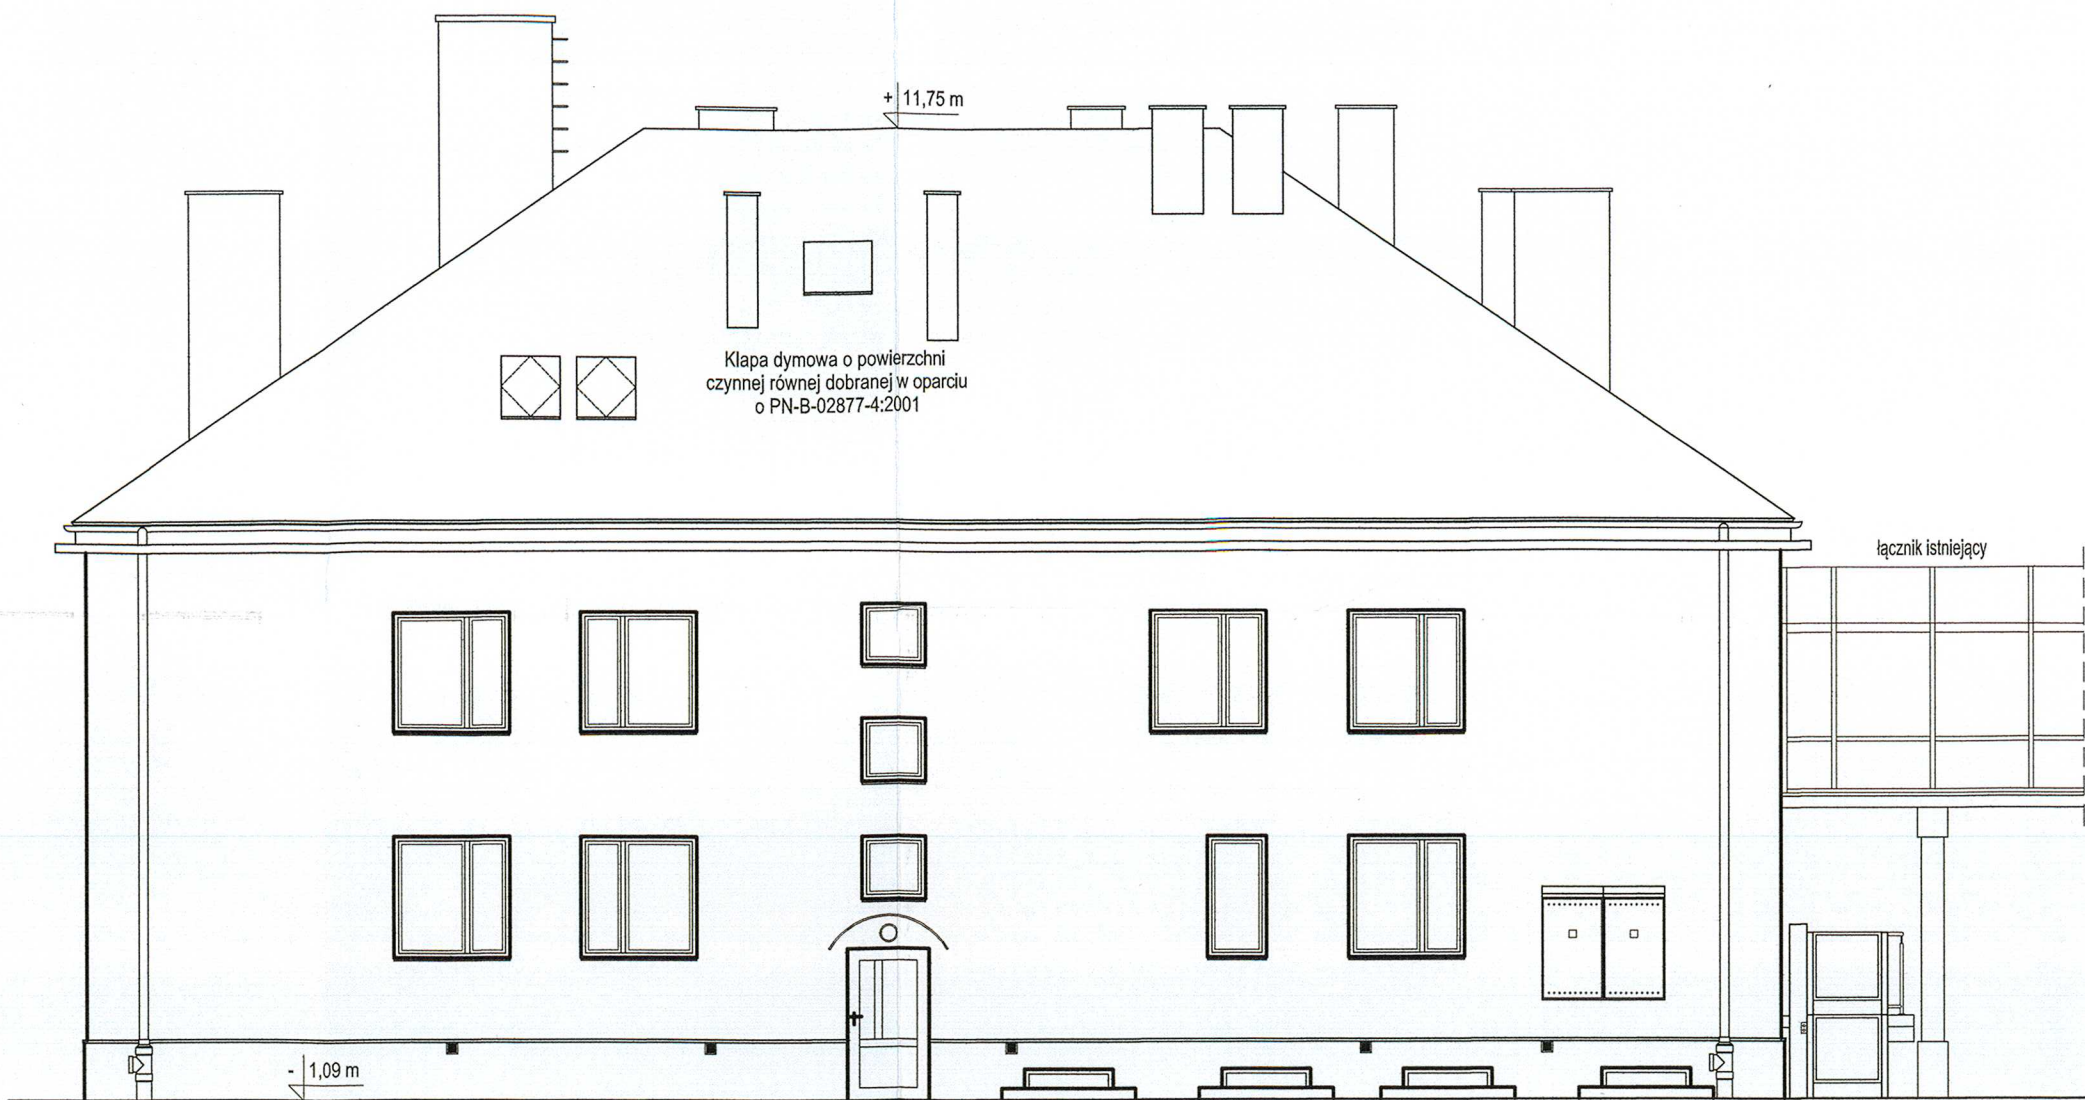 + 11,75 m
Klapa dymowa o powierzchni
czynnej równej dobranej w oparciu
o PN-B-02877-4:2001
łącznik istniejący
- 1,09 m